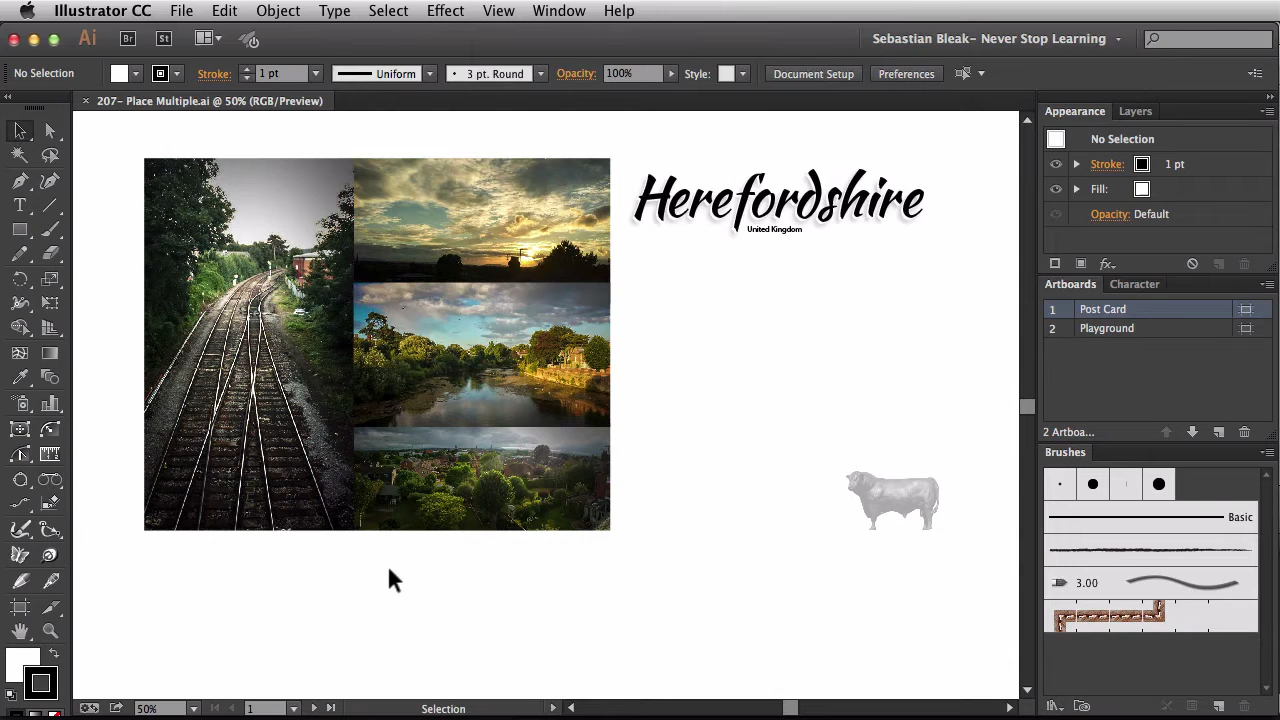 Illustrator CC File Edit Object Type Select Effect View Window Help
Ai Br St Sebastian Bleak- Never Stop Learning
No Selection Stroke: 1 pt Uniform 3 pt. Round Opacity: 100% Style: Document Setup Preferences
207- Place Multiple.ai @ 50% (RGB/Preview)
Appearance Layers
No Selection
Stroke: 1 pt
Fill:
Opacity: Default
fx
Herefordshire
United Kingdom
Artboards Character
1 Post Card
2 Playground
2 Artboa...
Brushes
Basic
3.00
50% 1 Selection